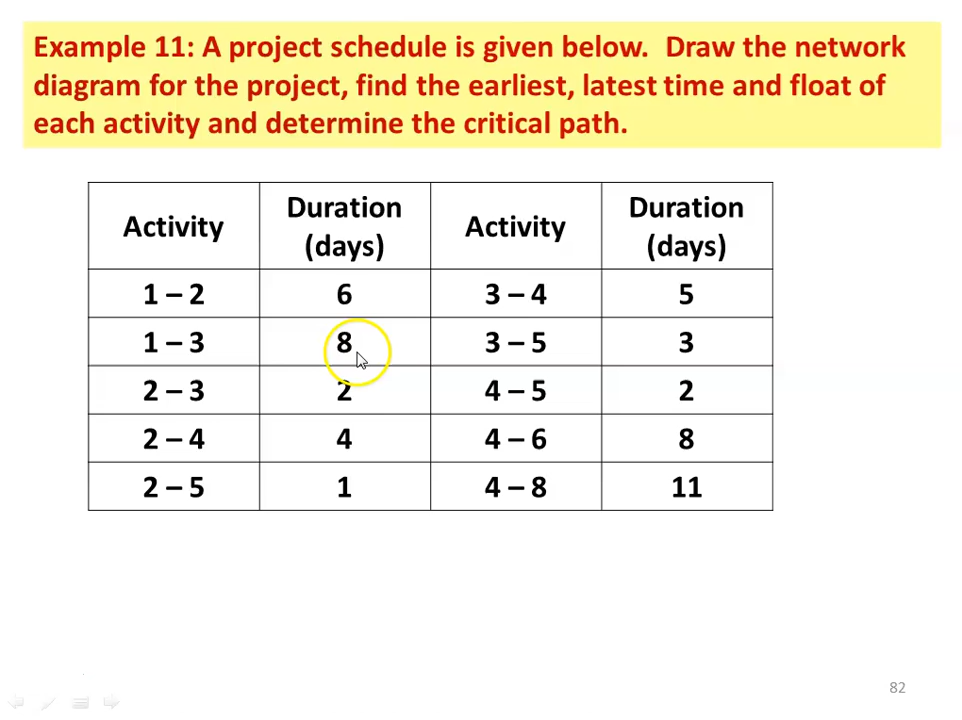 Example 11: A project schedule is given below.  Draw the network
diagram for the project, find the earliest, latest time and float of
each activity and determine the critical path.
Activity Duration (days) Activity Duration (days)
1 – 2 6 3 – 4 5
1 – 3 8 3 – 5 3
2 – 3 2 4 – 5 2
2 – 4 4 4 – 6 8
2 – 5 1 4 – 8 11
82